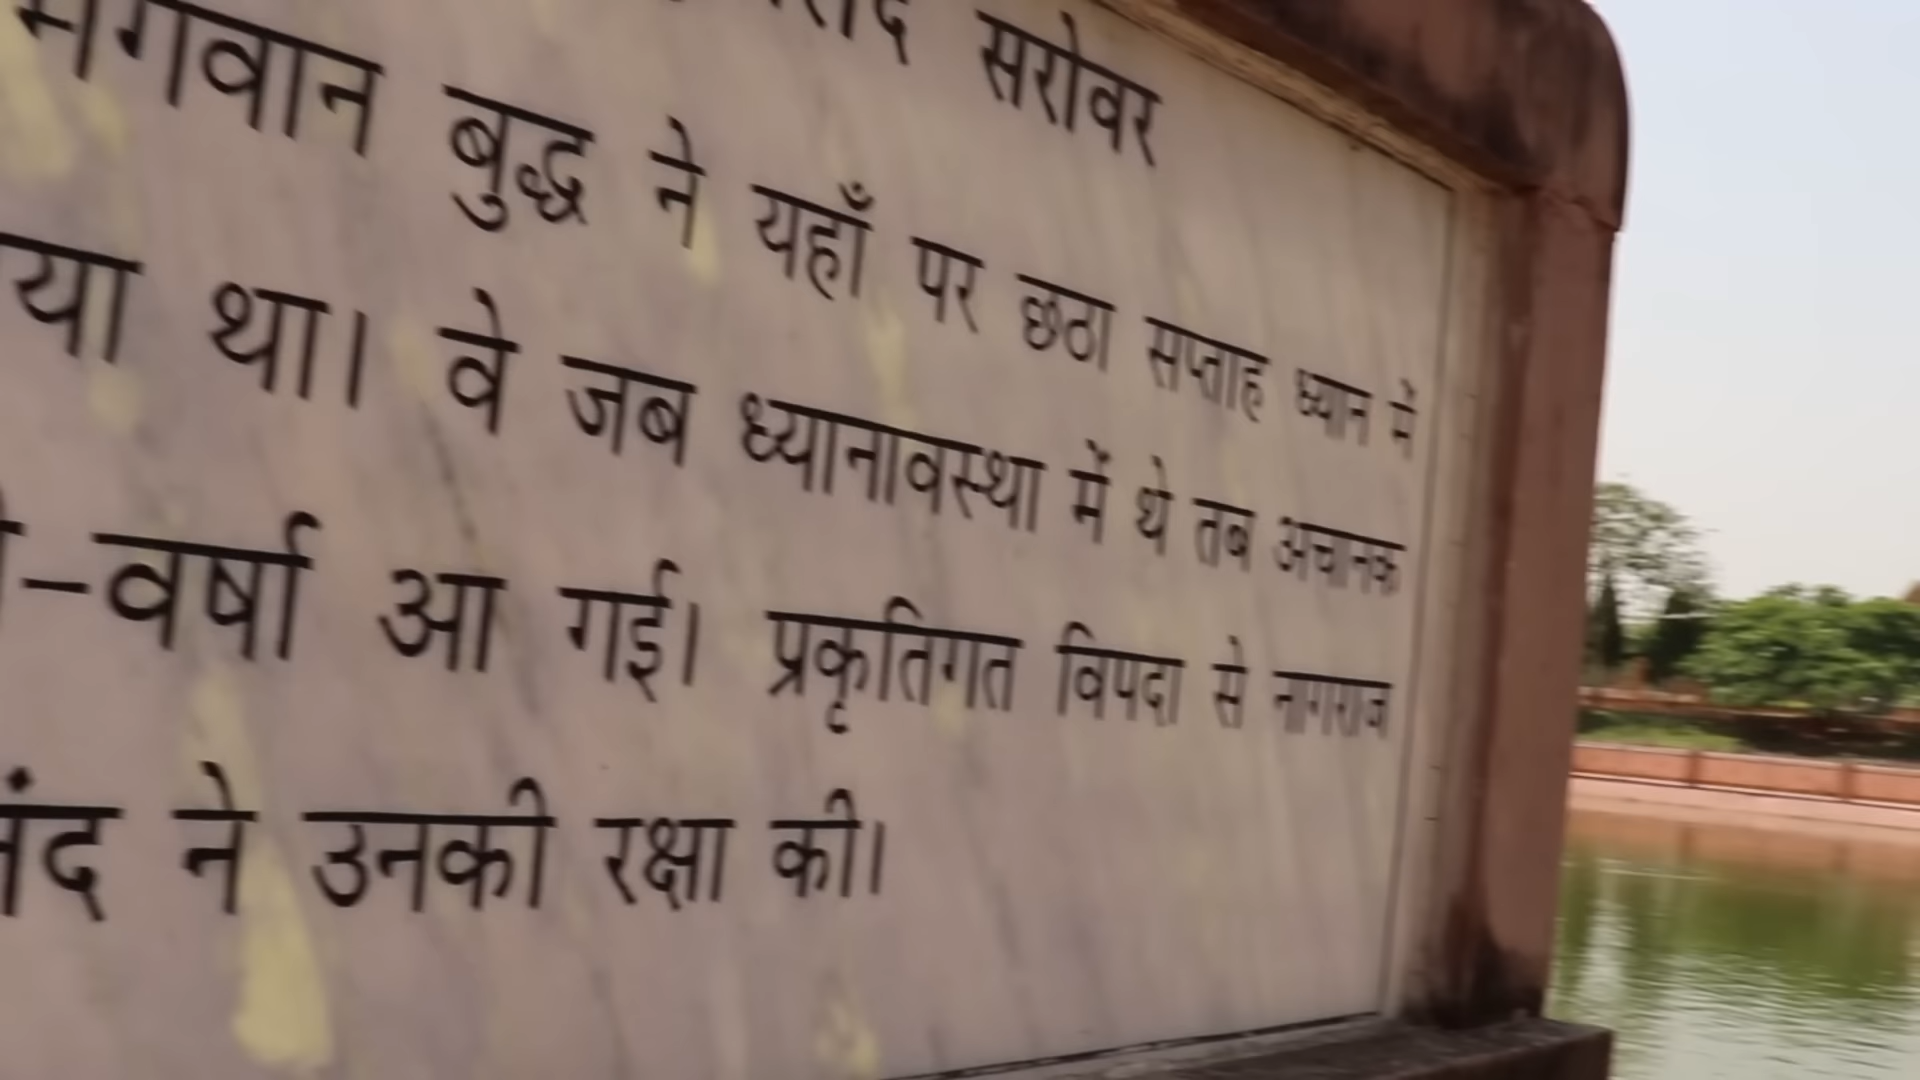 सरोवर
भगवान बुद्ध ने यहाँ पर छठा सप्ताह ध्यान में
था। वे जब ध्यानावस्था में थे तब अचानक
वर्षा आ गई। प्रकृतिगत विपदा से नागराज
ने उनकी रक्षा की।